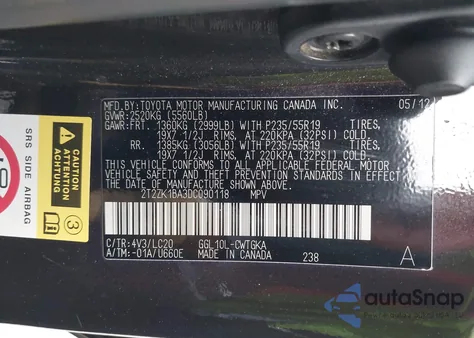 MFD.BY:TOYOTA MOTOR MANUFACTURING CANADA INC. 05/12
GVWR:2520KG (5560LB)
GAWR: FRT. 1360KG (2999LB) WITH P235/55R19 TIRES,
19X7 1/2J RIMS, AT 220KPA (32PSI) COLD.
RR. 1385KG (3056LB) WITH P235/55R19 TIRES,
19X7 1/2J RIMS, AT 220KPA (32PSI) COLD.
THIS VEHICLE CONFORMS TO ALL APPLICABLE FEDERAL MOTOR
VEHICLE SAFETY AND THEFT PREVENTION STANDARDS IN EFFECT
ON THE DATE OF MANUFACTURE SHOWN ABOVE.
2T2ZK1BA3DC090118 MPV
C/TR:4V3/LC20 GGL10L-CWTGKA
A/TM:-01A/U660E MADE IN CANADA 238 A
SRS SIDE AIRBAG
3
autoSnap